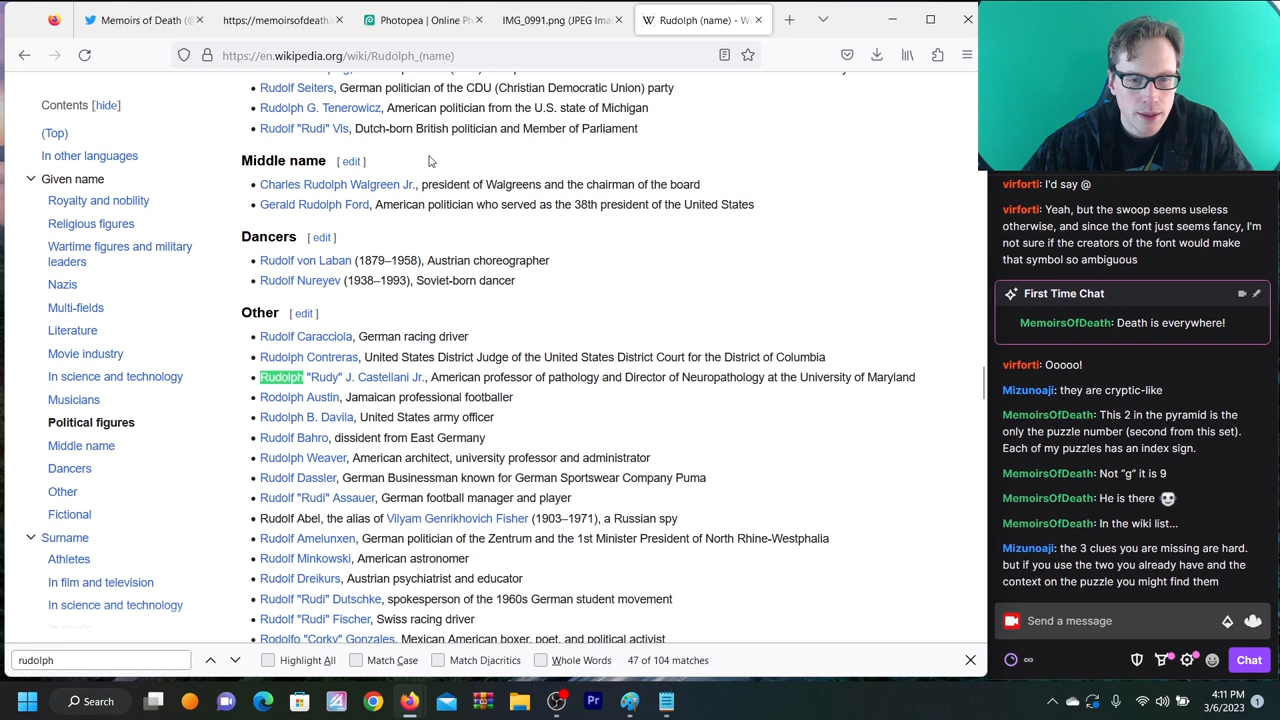 Memoirs of Death (
https://memoirsofdeath.
Photopea | Online Ph
IMG_0991.png (JPEG Ima
Rudolph (name) - W
https://en.wikipedia.org/wiki/Rudolph_(name)
Contents [hide]
(Top)
In other languages
Given name
Royalty and nobility
Religious figures
Wartime figures and military
leaders
Nazis
Multi-fields
Literature
Movie industry
In science and technology
Musicians
Political figures
Middle name
Dancers
Other
Fictional
Surname
Athletes
In film and television
In science and technology
Rudolf Seiters, German politician of the CDU (Christian Democratic Union) party
Rudolph G. Tenerowicz, American politician from the U.S. state of Michigan
Rudolf "Rudi" Vis, Dutch-born British politician and Member of Parliament
Middle name [ edit ]
Charles Rudolph Walgreen Jr., president of Walgreens and the chairman of the board
Gerald Rudolph Ford, American politician who served as the 38th president of the United States
Dancers [ edit ]
Rudolf von Laban (1879–1958), Austrian choreographer
Rudolf Nureyev (1938–1993), Soviet-born dancer
Other [ edit ]
Rudolf Caracciola, German racing driver
Rudolph Contreras, United States District Judge of the United States District Court for the District of Columbia
Rudolph "Rudy" J. Castellani Jr., American professor of pathology and Director of Neuropathology at the University of Maryland
Rodolph Austin, Jamaican professional footballer
Rudolph B. Davila, United States army officer
Rudolf Bahro, dissident from East Germany
Rudolph Weaver, American architect, university professor and administrator
Rudolf Dassler, German Businessman known for German Sportswear Company Puma
Rudolf "Rudi" Assauer, German football manager and player
Rudolf Abel, the alias of Vilyam Genrikhovich Fisher (1903–1971), a Russian spy
Rudolf Amelunxen, German politician of the Zentrum and the 1st Minister President of North Rhine-Westphalia
Rudolf Minkowski, American astronomer
Rudolf Dreikurs, Austrian psychiatrist and educator
Rudolf "Rudi" Dutschke, spokesperson of the 1960s German student movement
Rudolf "Rudi" Fischer, Swiss racing driver
Rodolfo "Corky" Gonzales, Mexican American boxer, poet, and political activist
rudolph
Highlight All
Match Case
Match Diacritics
Whole Words
47 of 104 matches
virforti: I'd say @
virforti: Yeah, but the swoop seems useless
otherwise, and since the font just seems fancy, I'm
not sure if the creators of the font would make
that symbol so ambiguous
First Time Chat
MemoirsOfDeath: Death is everywhere!
virforti: Ooooo!
Mizunoaji: they are cryptic-like
MemoirsOfDeath: This 2 in the pyramid is the
only the puzzle number (second from this set).
Each of my puzzles has an index sign.
MemoirsOfDeath: Not "g" it is 9
MemoirsOfDeath: He is there
MemoirsOfDeath: In the wiki list...
Mizunoaji: the 3 clues you are missing are hard.
but if you use the two you already have and the
context on the puzzle you might find them
Send a message
Chat
Search
Pr
4:11 PM
3/6/2023
1